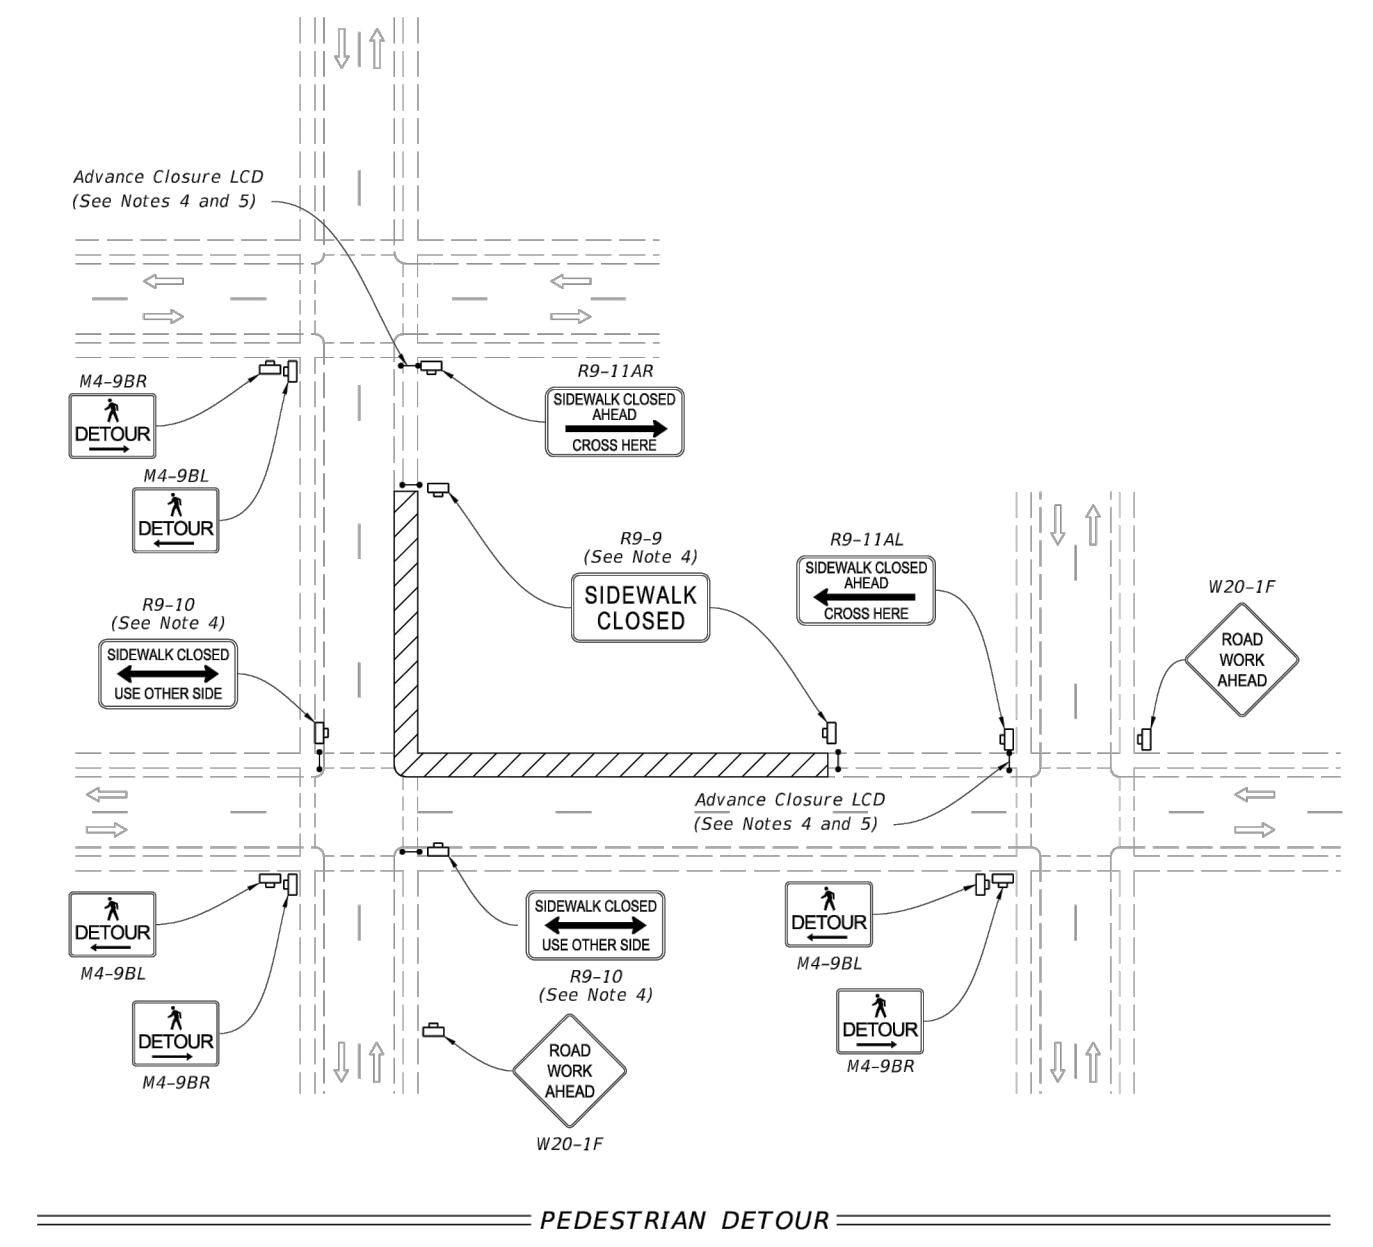 Advance Closure LCD
(See Notes 4 and 5)
M4-9BR
DETOUR
M4-9BL
DETOUR
R9-11AR
SIDEWALK CLOSED
AHEAD
CROSS HERE
R9-9
(See Note 4)
SIDEWALK
CLOSED
R9-11AL
SIDEWALK CLOSED
AHEAD
CROSS HERE
W20-1F
ROAD
WORK
AHEAD
R9-10
(See Note 4)
SIDEWALK CLOSED
USE OTHER SIDE
Advance Closure LCD
(See Notes 4 and 5)
DETOUR
M4-9BL
DETOUR
M4-9BR
SIDEWALK CLOSED
USE OTHER SIDE
R9-10
(See Note 4)
DETOUR
M4-9BL
DETOUR
M4-9BR
ROAD
WORK
AHEAD
W20-1F
PEDESTRIAN DETOUR